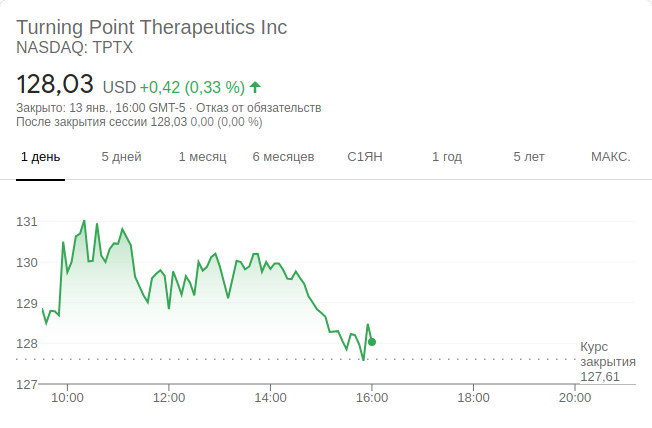 Turning Point Therapeutics Inc
NASDAQ: TPTX
128,03 USD +0,42 (0,33 %)
Закрыто: 13 янв., 16:00 GMT-5 · Отказ от обязательств
После закрытия сессии 128,03 0,00 (0,00 %)
1 день 5 дней 1 месяц 6 месяцев С1ЯН 1 год 5 лет МАКС.
131
130
129
128
127
Курс
закрытия
127,61
10:00 12:00 14:00 16:00 18:00 20:00